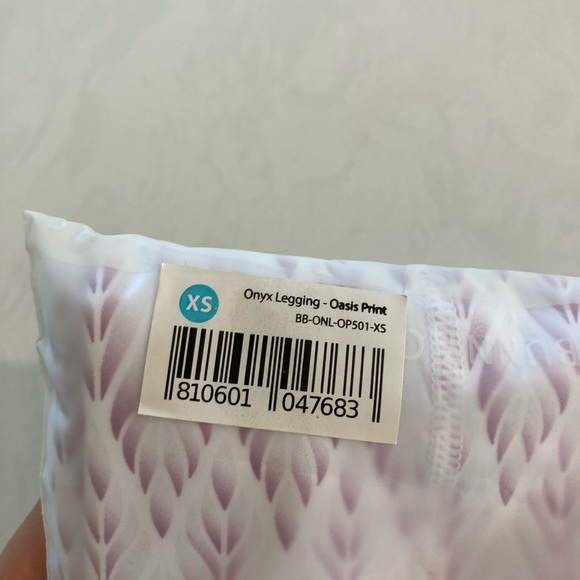 XS
Onyx Legging - Oasis Print
BB-ONL-OP501-XS
810601 047683